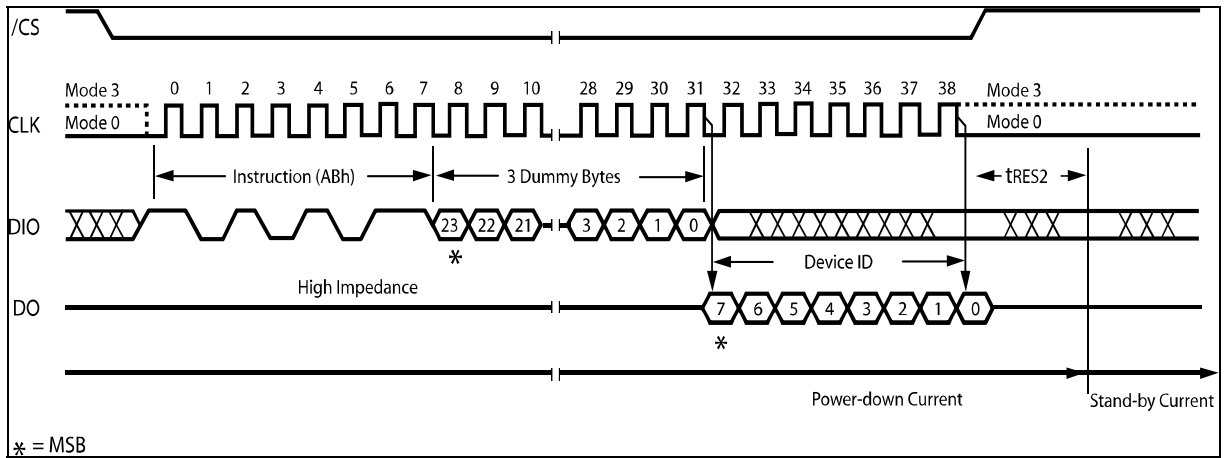 /CS
0 1 2 3 4 5 6 7 8 9 10 28 29 30 31 32 33 34 35 36 37 38
Mode 3 Mode 3
CLK
Mode 0 Mode 0
Instruction (ABh) 3 Dummy Bytes tRES2
DIO
23 22 21 3 2 1 0
*
Device ID
High Impedance
DO
7 6 5 4 3 2 1 0
*
Power-down Current Stand-by Current
* = MSB